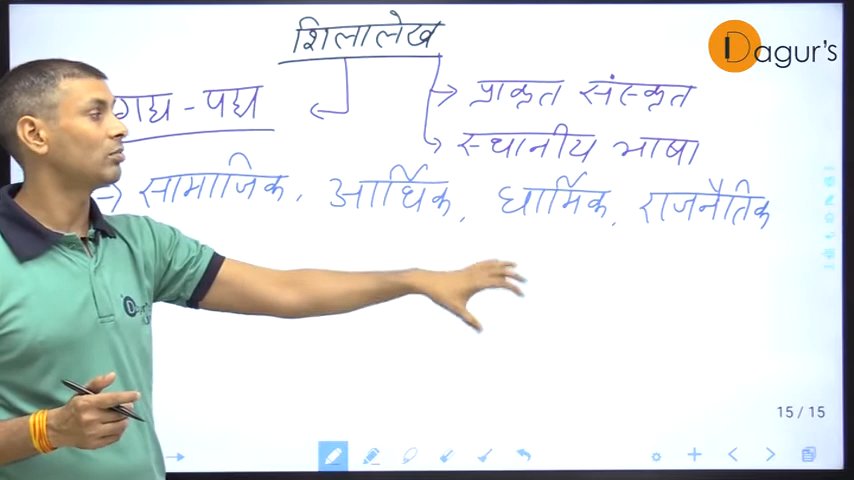 शिलालेख
Dagur's
गद्य - पद्य
प्राकृत संस्कृत
स्थानीय भाषा
→ सामाजिक, आर्थिक, धार्मिक, राजनैतिक
15 / 15